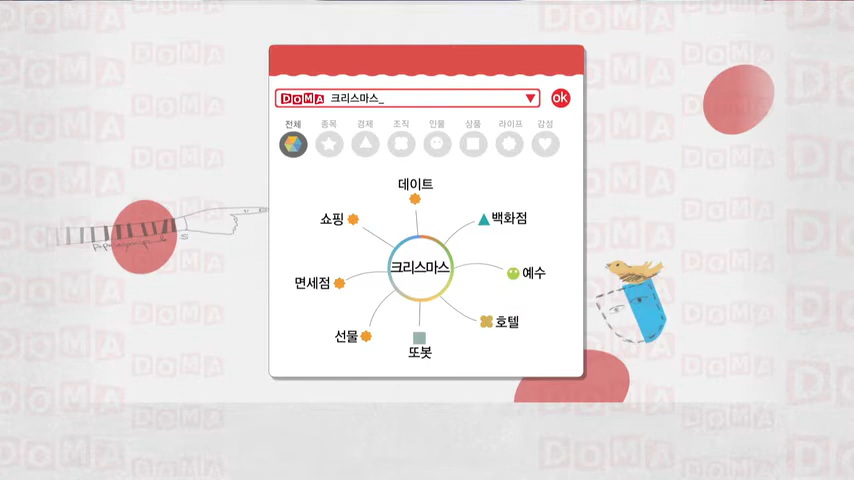 DOMA 크리스마스_ ok
전체 종목 경제 조직 인물 상품 라이프 감성
데이트
쇼핑 백화점
크리스마스
면세점 예수
선물 호텔
또봇